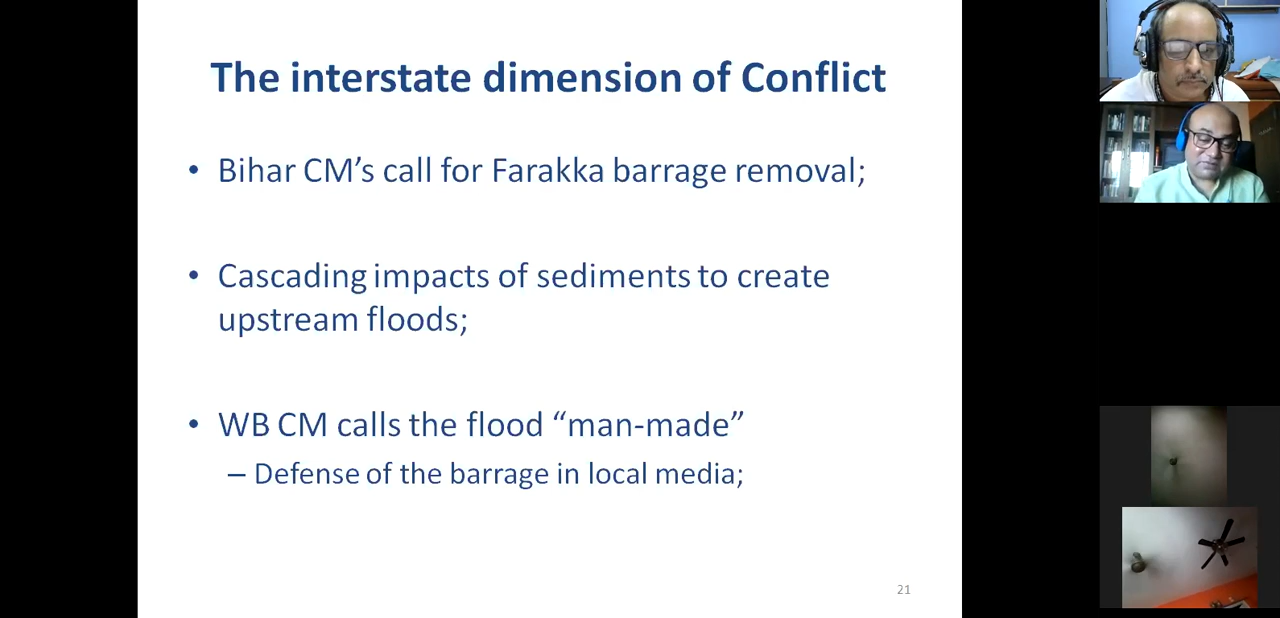 The interstate dimension of Conflict
• Bihar CM’s call for Farakka barrage removal;
• Cascading impacts of sediments to create
upstream floods;
• WB CM calls the flood “man-made”
– Defense of the barrage in local media;
21